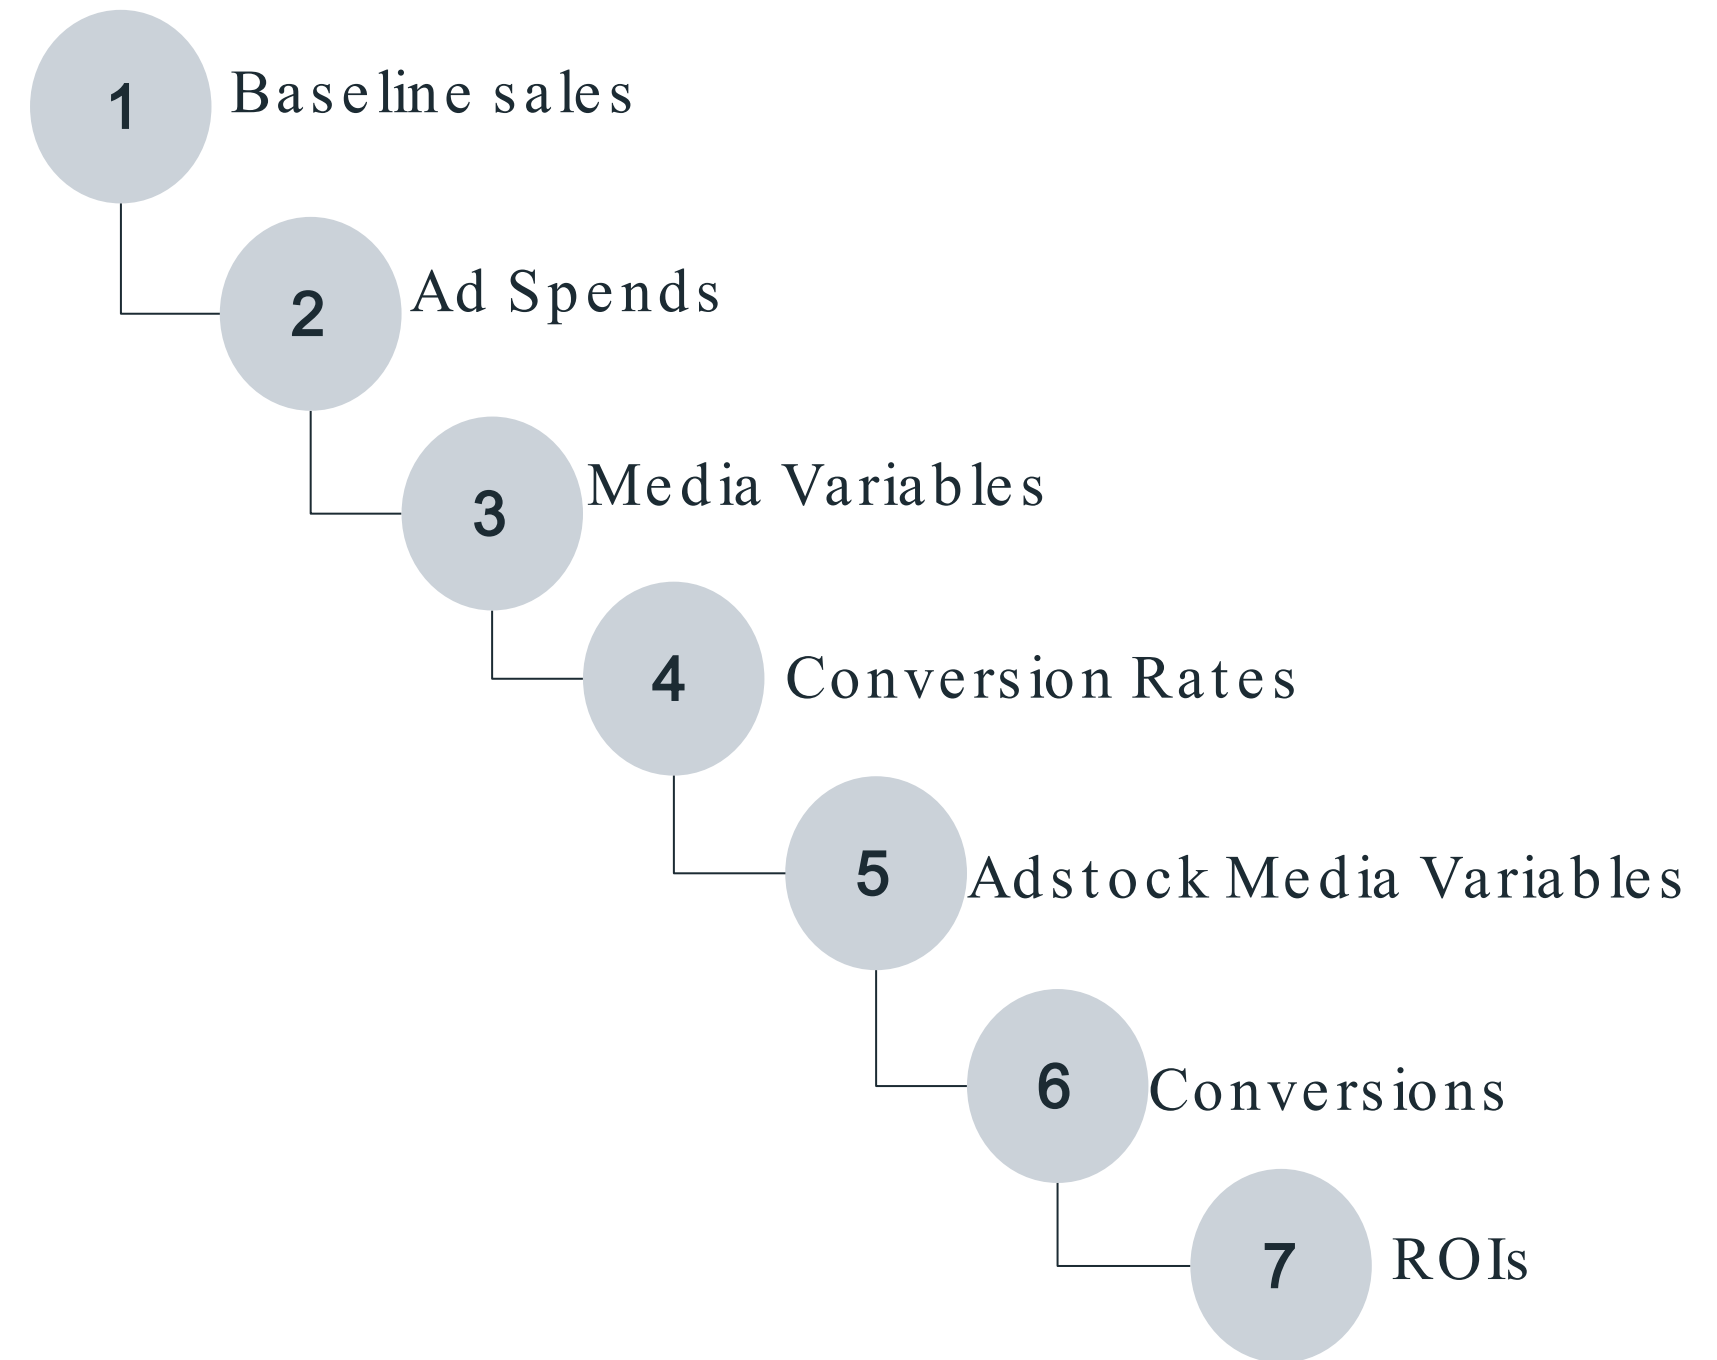 1 Baseline sales
2 Ad Spends
3 Media Variables
4 Conversion Rates
5 Adstock Media Variables
6 Conversions
7 ROIs